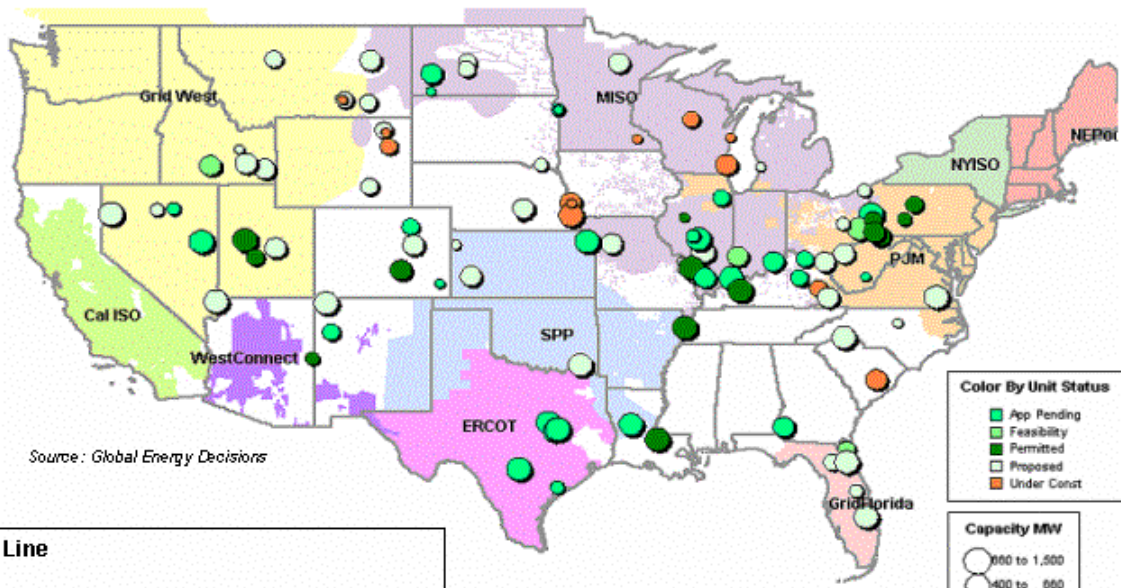 Grid West
MISO
NYISO
NEPoo
PJM
Cal ISO
WestConnect
SPP
ERCOT
GridFlorida
Source: Global Energy Decisions
Color By Unit Status
App Pending
Feasibility
Permitted
Proposed
Under Const
Line
Capacity MW
660 to 1,500
400 to 660